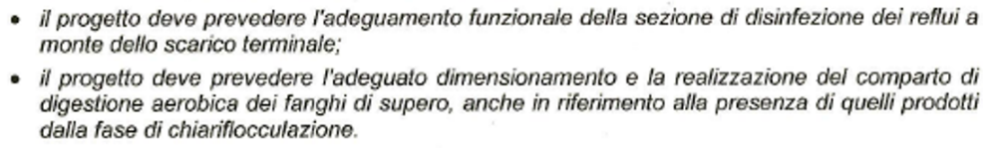 • il progetto deve prevedere l'adeguamento funzionale della sezione di disinfezione dei reflui a
monte dello scarico terminale;
• il progetto deve prevedere l'adeguato dimensionamento e la realizzazione del comparto di
digestione aerobica dei fanghi di supero, anche in riferimento alla presenza di quelli prodotti
dalla fase di chiariflocculazione.